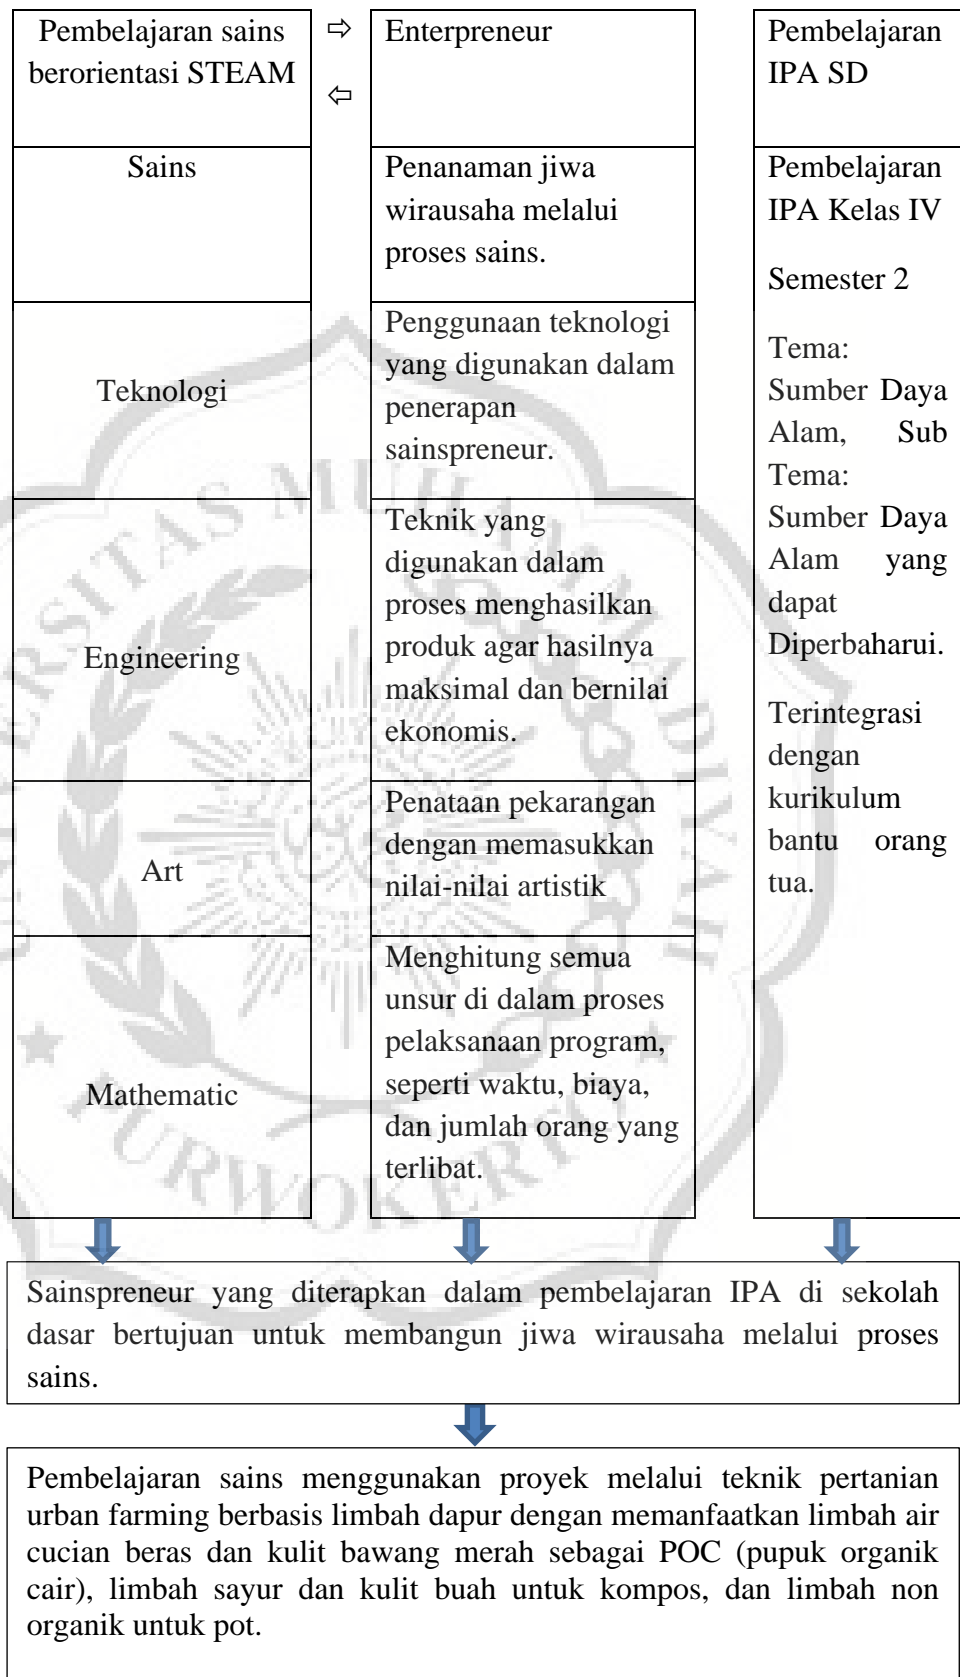 Pembelajaran sains
berorientasi STEAM
⇨
⇦
Enterpreneur
Pembelajaran
IPA SD
Sains
Penanaman jiwa
wirausaha melalui
proses sains.
Teknologi
Penggunaan teknologi
yang digunakan dalam
penerapan
sainspreneur.
Engineering
Teknik yang
digunakan dalam
proses menghasilkan
produk agar hasilnya
maksimal dan bernilai
ekonomis.
Art
Penataan pekarangan
dengan memasukkan
nilai-nilai artistik
Mathematic
Menghitung semua
unsur di dalam proses
pelaksanaan program,
seperti waktu, biaya,
dan jumlah orang yang
terlibat.
Pembelajaran
IPA Kelas IV
Semester 2
Tema:
Sumber Daya
Alam, Sub
Tema:
Sumber Daya
Alam yang
dapat
Diperbaharui.
Terintegrasi
dengan
kurikulum
bantu orang
tua.
Sainspreneur yang diterapkan dalam pembelajaran IPA di sekolah
dasar bertujuan untuk membangun jiwa wirausaha melalui proses
sains.
Pembelajaran sains menggunakan proyek melalui teknik pertanian
urban farming berbasis limbah dapur dengan memanfaatkan limbah air
cucian beras dan kulit bawang merah sebagai POC (pupuk organik
cair), limbah sayur dan kulit buah untuk kompos, dan limbah non
organik untuk pot.
MUHAMMADIYAH
PURWOKERTO